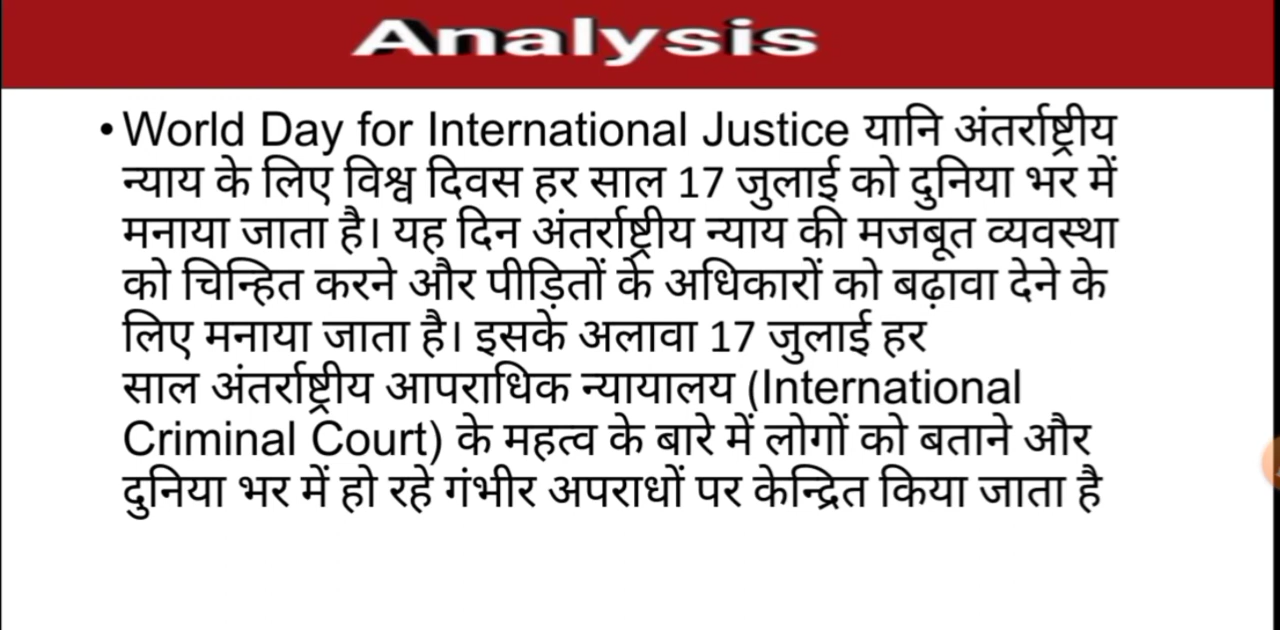 Analysis
• World Day for International Justice यानि अंतर्राष्ट्रीय
न्याय के लिए विश्व दिवस हर साल 17 जुलाई को दुनिया भर में
मनाया जाता है। यह दिन अंतर्राष्ट्रीय न्याय की मजबूत व्यवस्था
को चिन्हित करने और पीड़ितों के अधिकारों को बढ़ावा देने के
लिए मनाया जाता है। इसके अलावा 17 जुलाई हर
साल अंतर्राष्ट्रीय आपराधिक न्यायालय (International
Criminal Court) के महत्व के बारे में लोगों को बताने और
दुनिया भर में हो रहे गंभीर अपराधों पर केन्द्रित किया जाता है